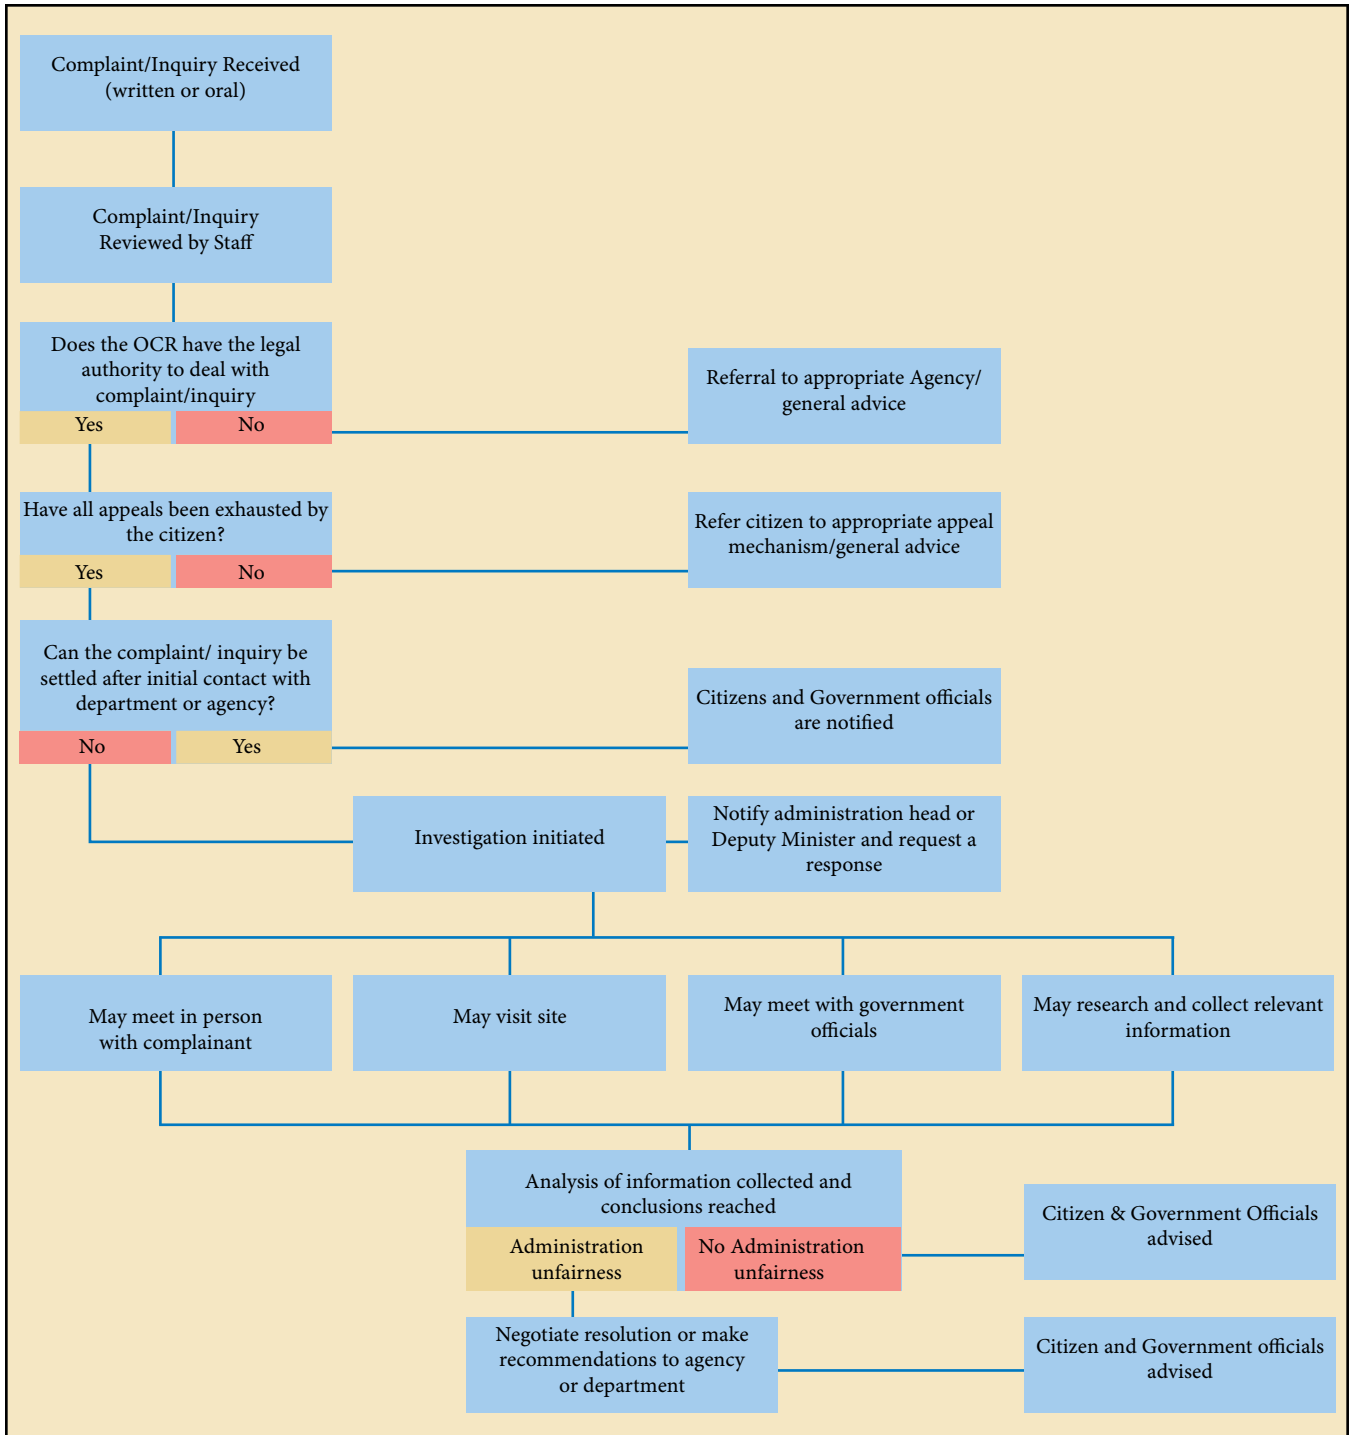 Complaint/Inquiry Received
(written or oral)
Complaint/Inquiry
Reviewed by Staff
Does the OCR have the legal
authority to deal with
complaint/inquiry
Yes
No
Referral to appropriate Agency/
general advice
Have all appeals been exhausted by
the citizen?
Yes
No
Refer citizen to appropriate appeal
mechanism/general advice
Can the complaint/ inquiry be
settled after initial contact with
department or agency?
No
Yes
Citizens and Government officials
are notified
Investigation initiated
Notify administration head or
Deputy Minister and request a
response
May meet in person
with complainant
May visit site
May meet with government
officials
May research and collect relevant
information
Analysis of information collected and
conclusions reached
Administration
unfairness
No Administration
unfairness
Citizen & Government Officials
advised
Negotiate resolution or make
recommendations to agency
or department
Citizen and Government officials
advised